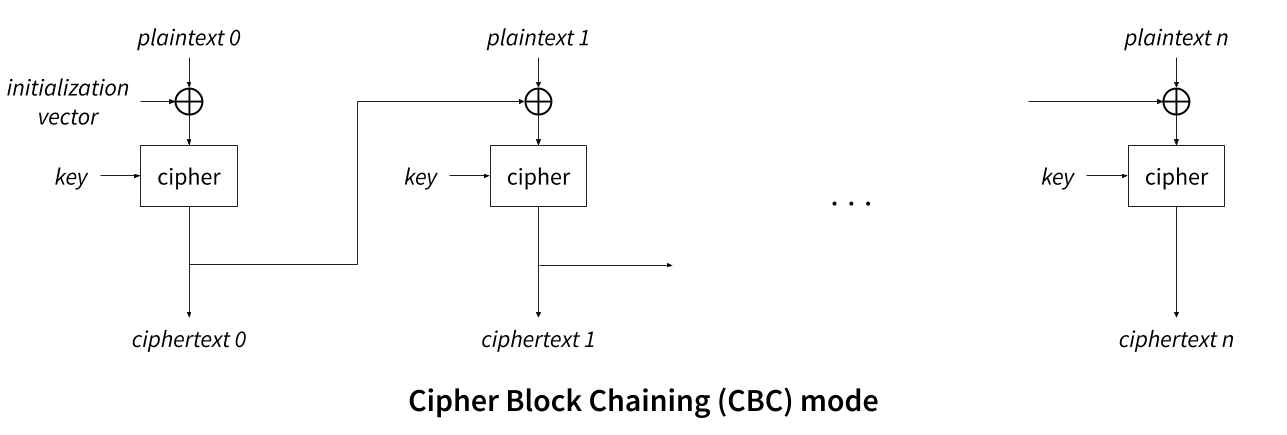 plaintext 0
plaintext 1
plaintext n
initialization
vector
key
cipher
key
cipher
key
cipher
. . .
ciphertext 0
ciphertext 1
ciphertext n
Cipher Block Chaining (CBC) mode